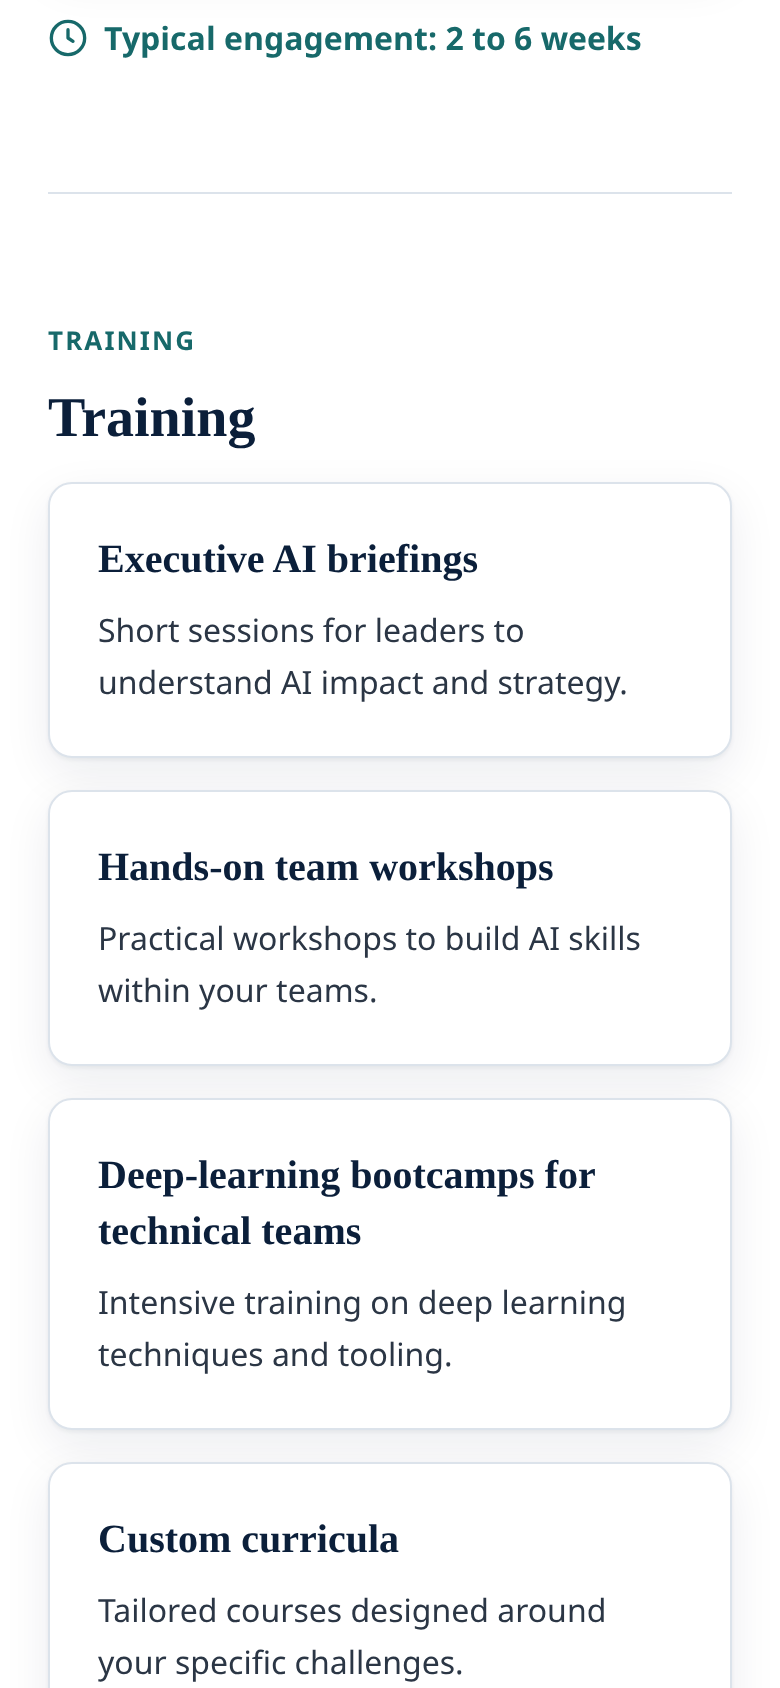 Typical engagement: 2 to 6 weeks
TRAINING
Training
Executive AI briefings
Short sessions for leaders to
understand AI impact and strategy.
Hands-on team workshops
Practical workshops to build AI skills
within your teams.
Deep-learning bootcamps for
technical teams
Intensive training on deep learning
techniques and tooling.
Custom curricula
Tailored courses designed around
your specific challenges.